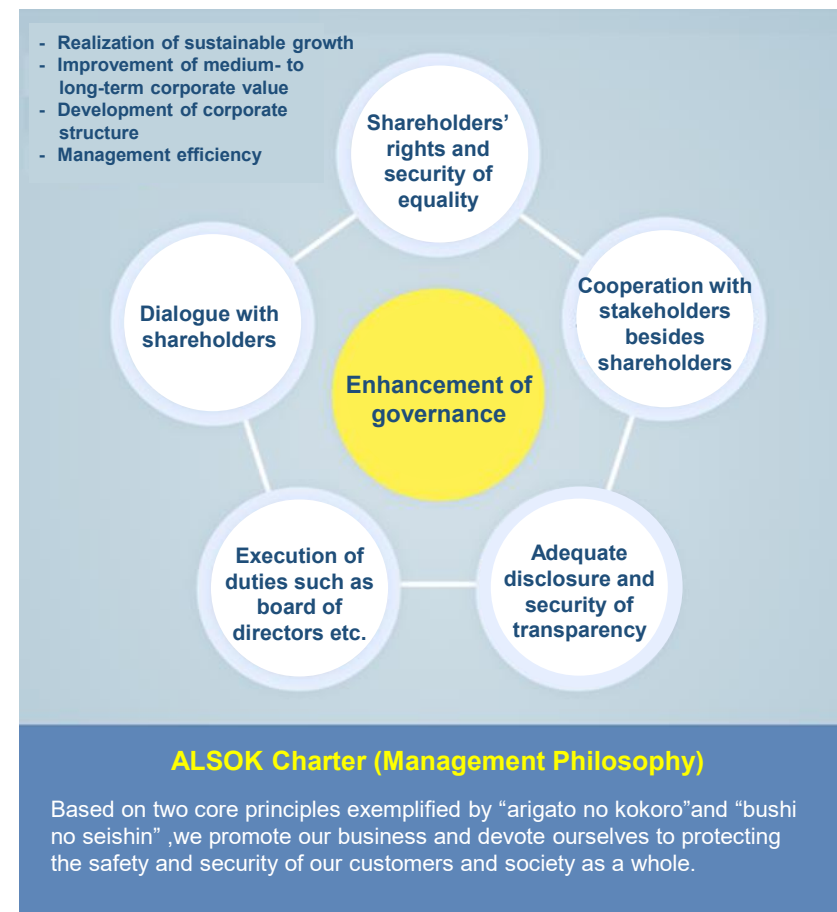 - Realization of sustainable growth
- Improvement of medium- to
long-term corporate value
- Development of corporate
structure
- Management efficiency
Shareholders’
rights and
security of
equality
Dialogue with
shareholders
Cooperation with
stakeholders
besides
shareholders
Enhancement of
governance
Execution of
duties such as
board of
directors etc.
Adequate
disclosure and
security of
transparency
ALSOK Charter (Management Philosophy)
Based on two core principles exemplified by “arigato no kokoro”and “bushi
no seishin” ,we promote our business and devote ourselves to protecting
the safety and security of our customers and society as a whole.